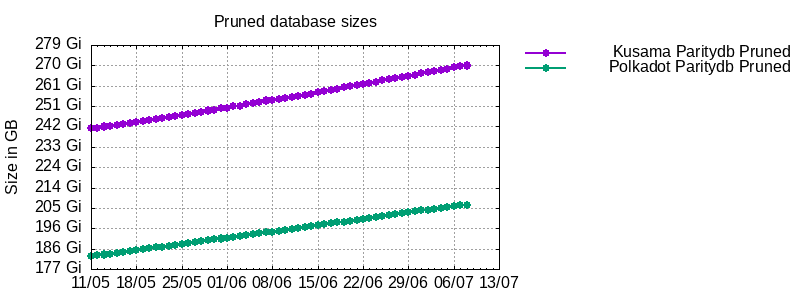 Pruned database sizes
279 Gi
270 Gi
261 Gi
251 Gi
242 Gi
233 Gi
224 Gi
214 Gi
205 Gi
196 Gi
186 Gi
177 Gi
Size in GB
11/05 18/05 25/05 01/06 08/06 15/06 22/06 29/06 06/07 13/07
Kusama Paritydb Pruned
Polkadot Paritydb Pruned